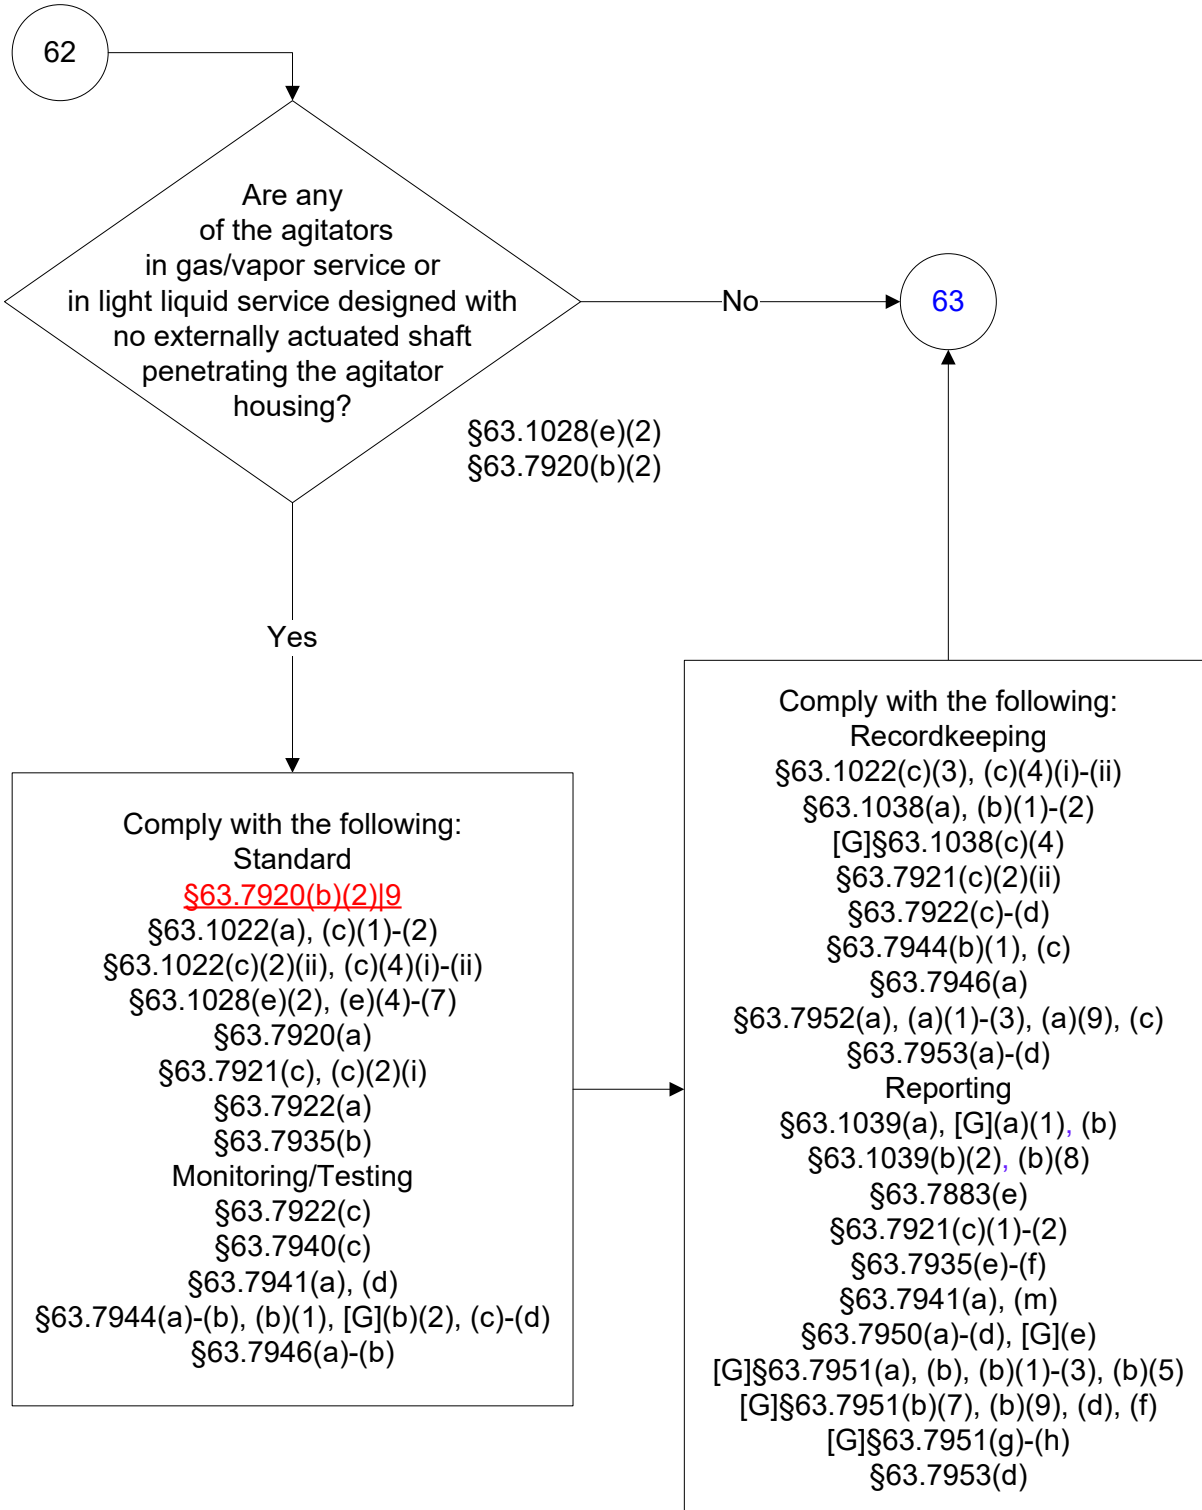 62
Are any
of the agitators
in gas/vapor service or
in light liquid service designed with
no externally actuated shaft
penetrating the agitator
housing?
No
63
§63.1028(e)(2)
§63.7920(b)(2)
Yes
Comply with the following:
Standard
§63.7920(b)(2)|9
§63.1022(a), (c)(1)-(2)
§63.1022(c)(2)(ii), (c)(4)(i)-(ii)
§63.1028(e)(2), (e)(4)-(7)
§63.7920(a)
§63.7921(c), (c)(2)(i)
§63.7922(a)
§63.7935(b)
Monitoring/Testing
§63.7922(c)
§63.7940(c)
§63.7941(a), (d)
§63.7944(a)-(b), (b)(1), [G](b)(2), (c)-(d)
§63.7946(a)-(b)
Comply with the following:
Recordkeeping
§63.1022(c)(3), (c)(4)(i)-(ii)
§63.1038(a), (b)(1)-(2)
[G]§63.1038(c)(4)
§63.7921(c)(2)(ii)
§63.7922(c)-(d)
§63.7944(b)(1), (c)
§63.7946(a)
§63.7952(a), (a)(1)-(3), (a)(9), (c)
§63.7953(a)-(d)
Reporting
§63.1039(a), [G](a)(1), (b)
§63.1039(b)(2), (b)(8)
§63.7883(e)
§63.7921(c)(1)-(2)
§63.7935(e)-(f)
§63.7941(a), (m)
§63.7950(a)-(d), [G](e)
[G]§63.7951(a), (b), (b)(1)-(3), (b)(5)
[G]§63.7951(b)(7), (b)(9), (d), (f)
[G]§63.7951(g)-(h)
§63.7953(d)